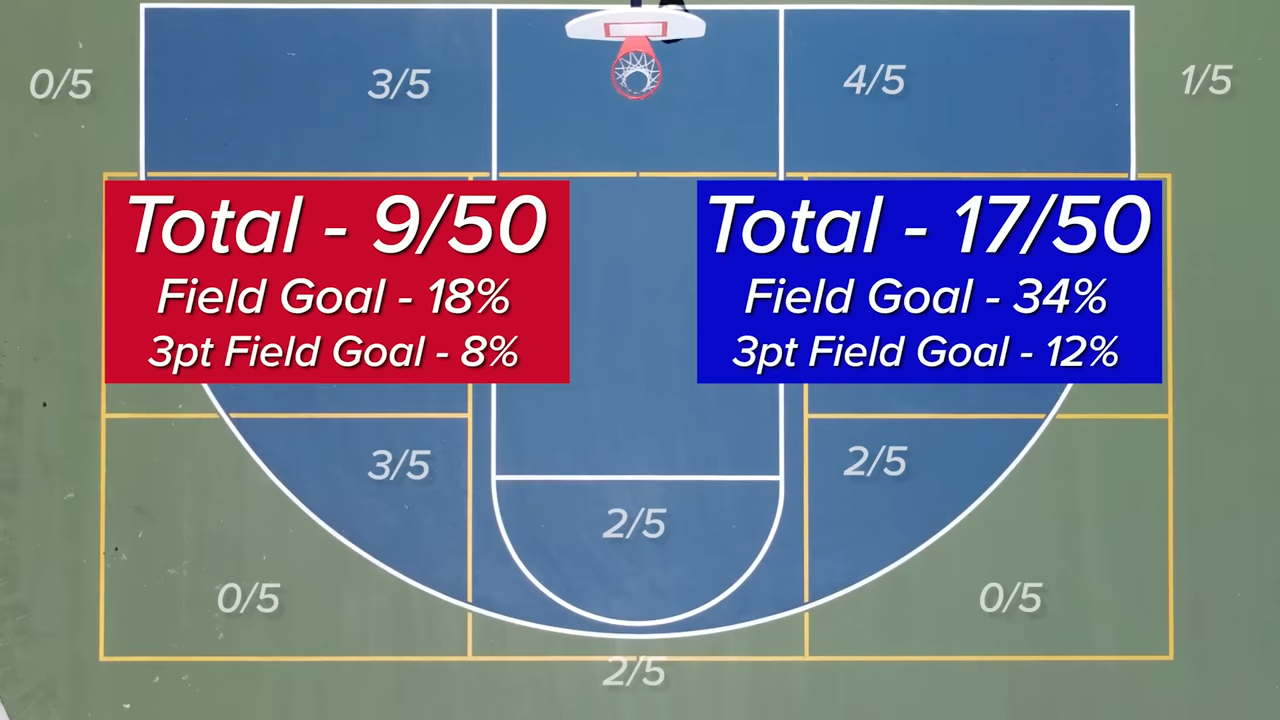 0/5
3/5
4/5
1/5
Total - 9/50
Field Goal - 18%
3pt Field Goal - 8%
Total - 17/50
Field Goal - 34%
3pt Field Goal - 12%
3/5
2/5
2/5
0/5
0/5
2/5